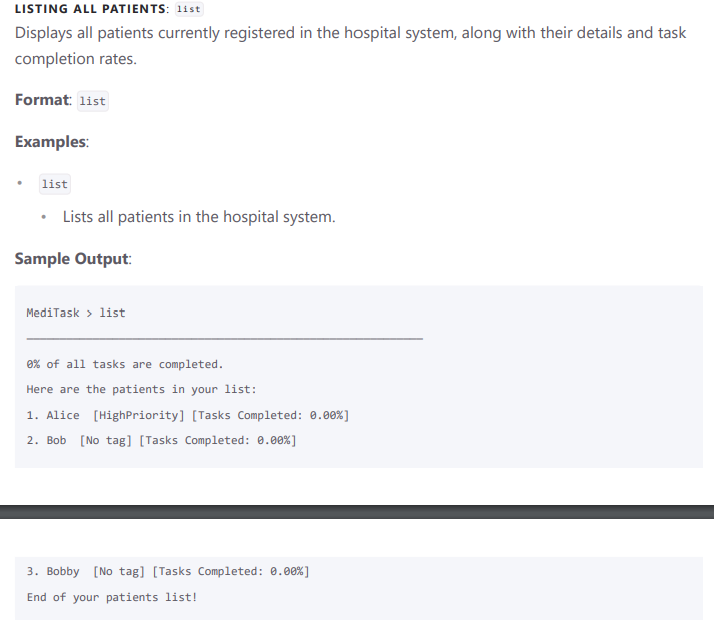 LISTING ALL PATIENTS: list
Displays all patients currently registered in the hospital system, along with their details and task
completion rates.
Format: list
Examples:
• list
• Lists all patients in the hospital system.
Sample Output:
MediTask > list
____________________________________________________________
0% of all tasks are completed.
Here are the patients in your list:
1. Alice  [HighPriority] [Tasks Completed: 0.00%]
2. Bob  [No tag] [Tasks Completed: 0.00%]
3. Bobby  [No tag] [Tasks Completed: 0.00%]
End of your patients list!